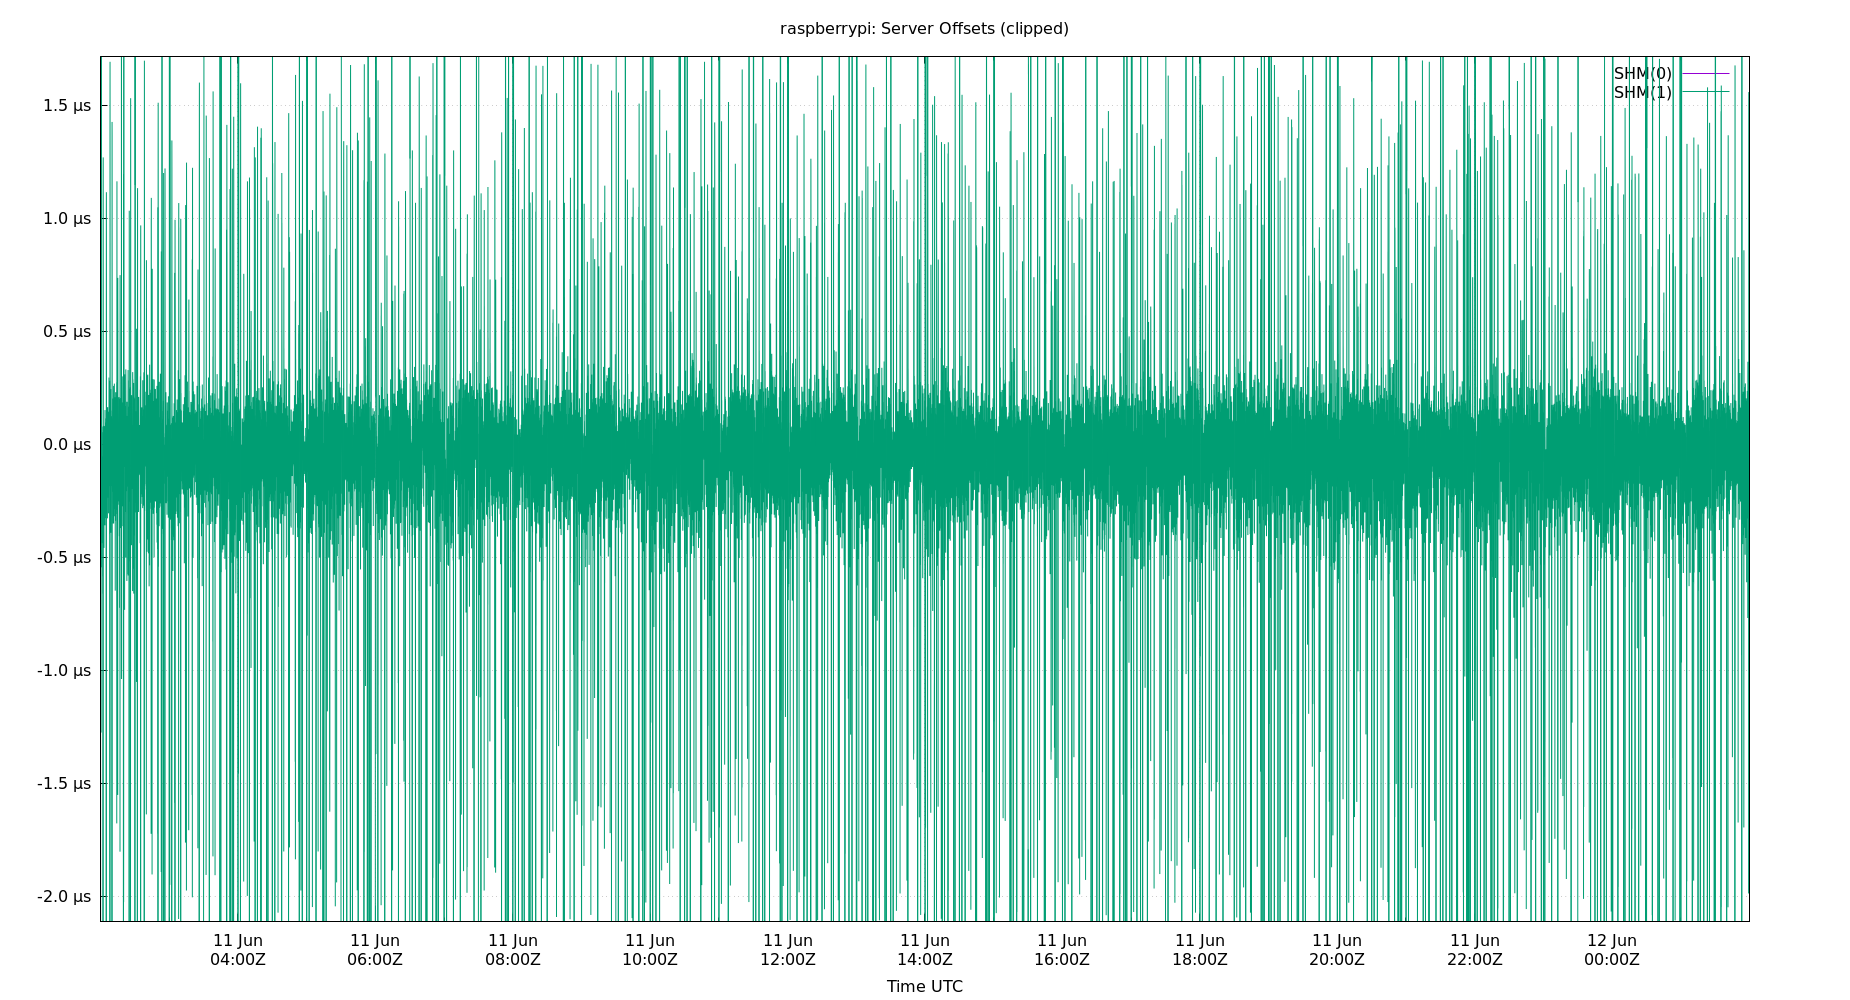 raspberrypi: Server Offsets (clipped)
SHM(0)
SHM(1)
1.5 µs
1.0 µs
0.5 µs
0.0 µs
-0.5 µs
-1.0 µs
-1.5 µs
-2.0 µs
11 Jun 11 Jun 11 Jun 11 Jun 11 Jun 11 Jun 11 Jun 11 Jun 11 Jun 11 Jun 12 Jun
04:00Z 06:00Z 08:00Z 10:00Z 12:00Z 14:00Z 16:00Z 18:00Z 20:00Z 22:00Z 00:00Z
Time UTC